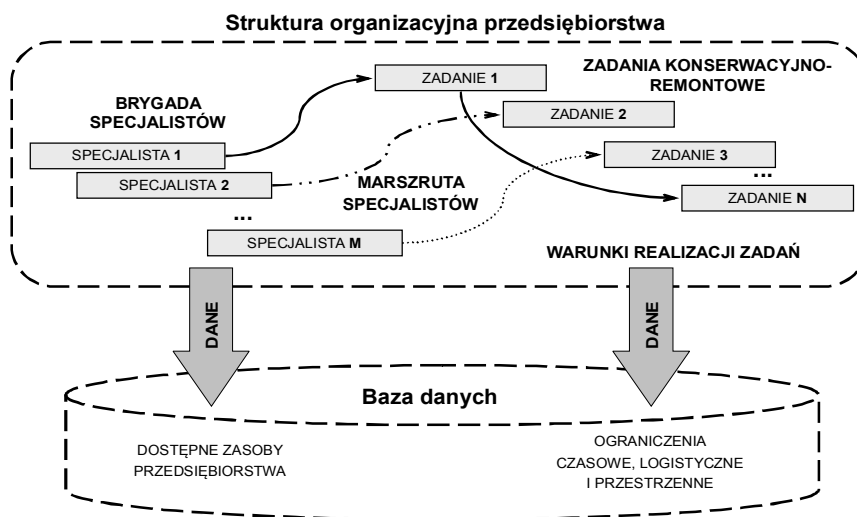 Struktura organizacyjna przedsiębiorstwa
ZADANIE 1
ZADANIA KONSERWACYJNO-
REMONTOWE
BRYGADA
SPECJALISTÓW
ZADANIE 2
SPECJALISTA 1
ZADANIE 3
SPECJALISTA 2
MARSZRUTA
SPECJALISTÓW
...
ZADANIE N
...
SPECJALISTA M
WARUNKI REALIZACJI ZADAŃ
DANE
DANE
Baza danych
DOSTĘPNE ZASOBY
PRZEDSIĘBIORSTWA
OGRANICZENIA
CZASOWE, LOGISTYCZNE
I PRZESTRZENNE